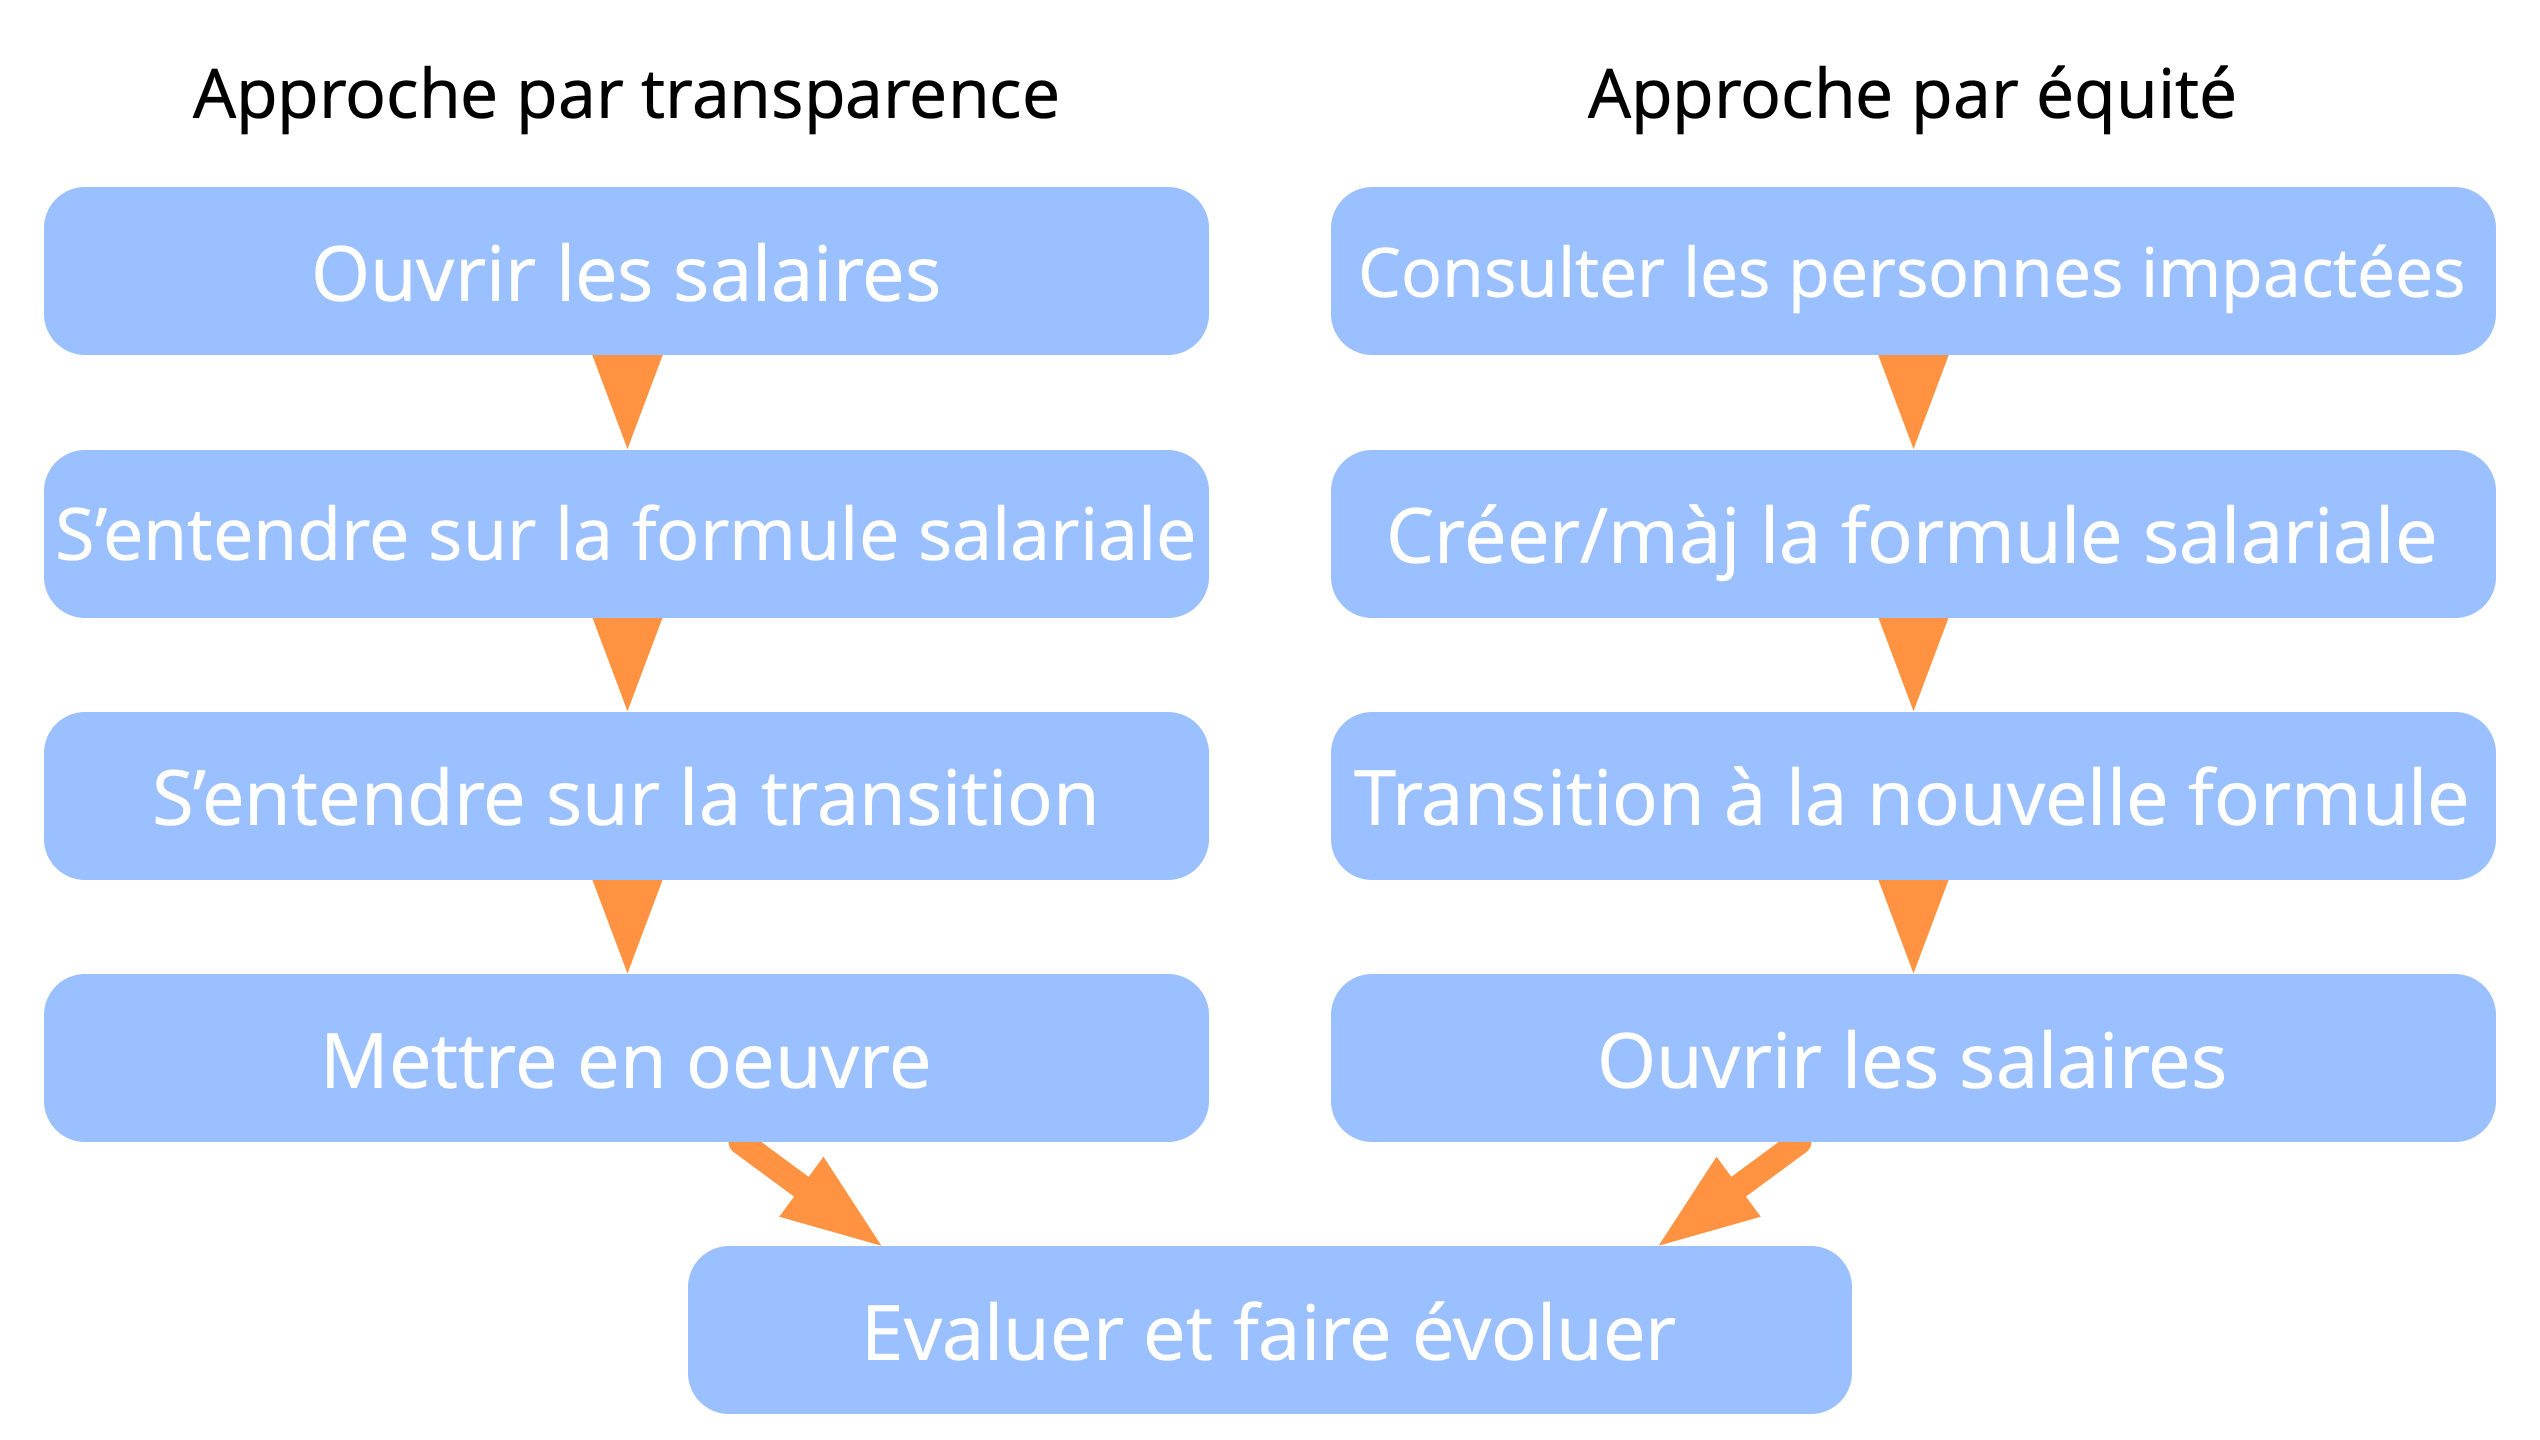 Approche par transparence
Ouvrir les salaires
S’entendre sur la formule salariale
S’entendre sur la transition
Mettre en oeuvre
Approche par équité
Consulter les personnes impactées
Créer/màj la formule salariale
Transition à la nouvelle formule
Ouvrir les salaires
Evaluer et faire évoluer